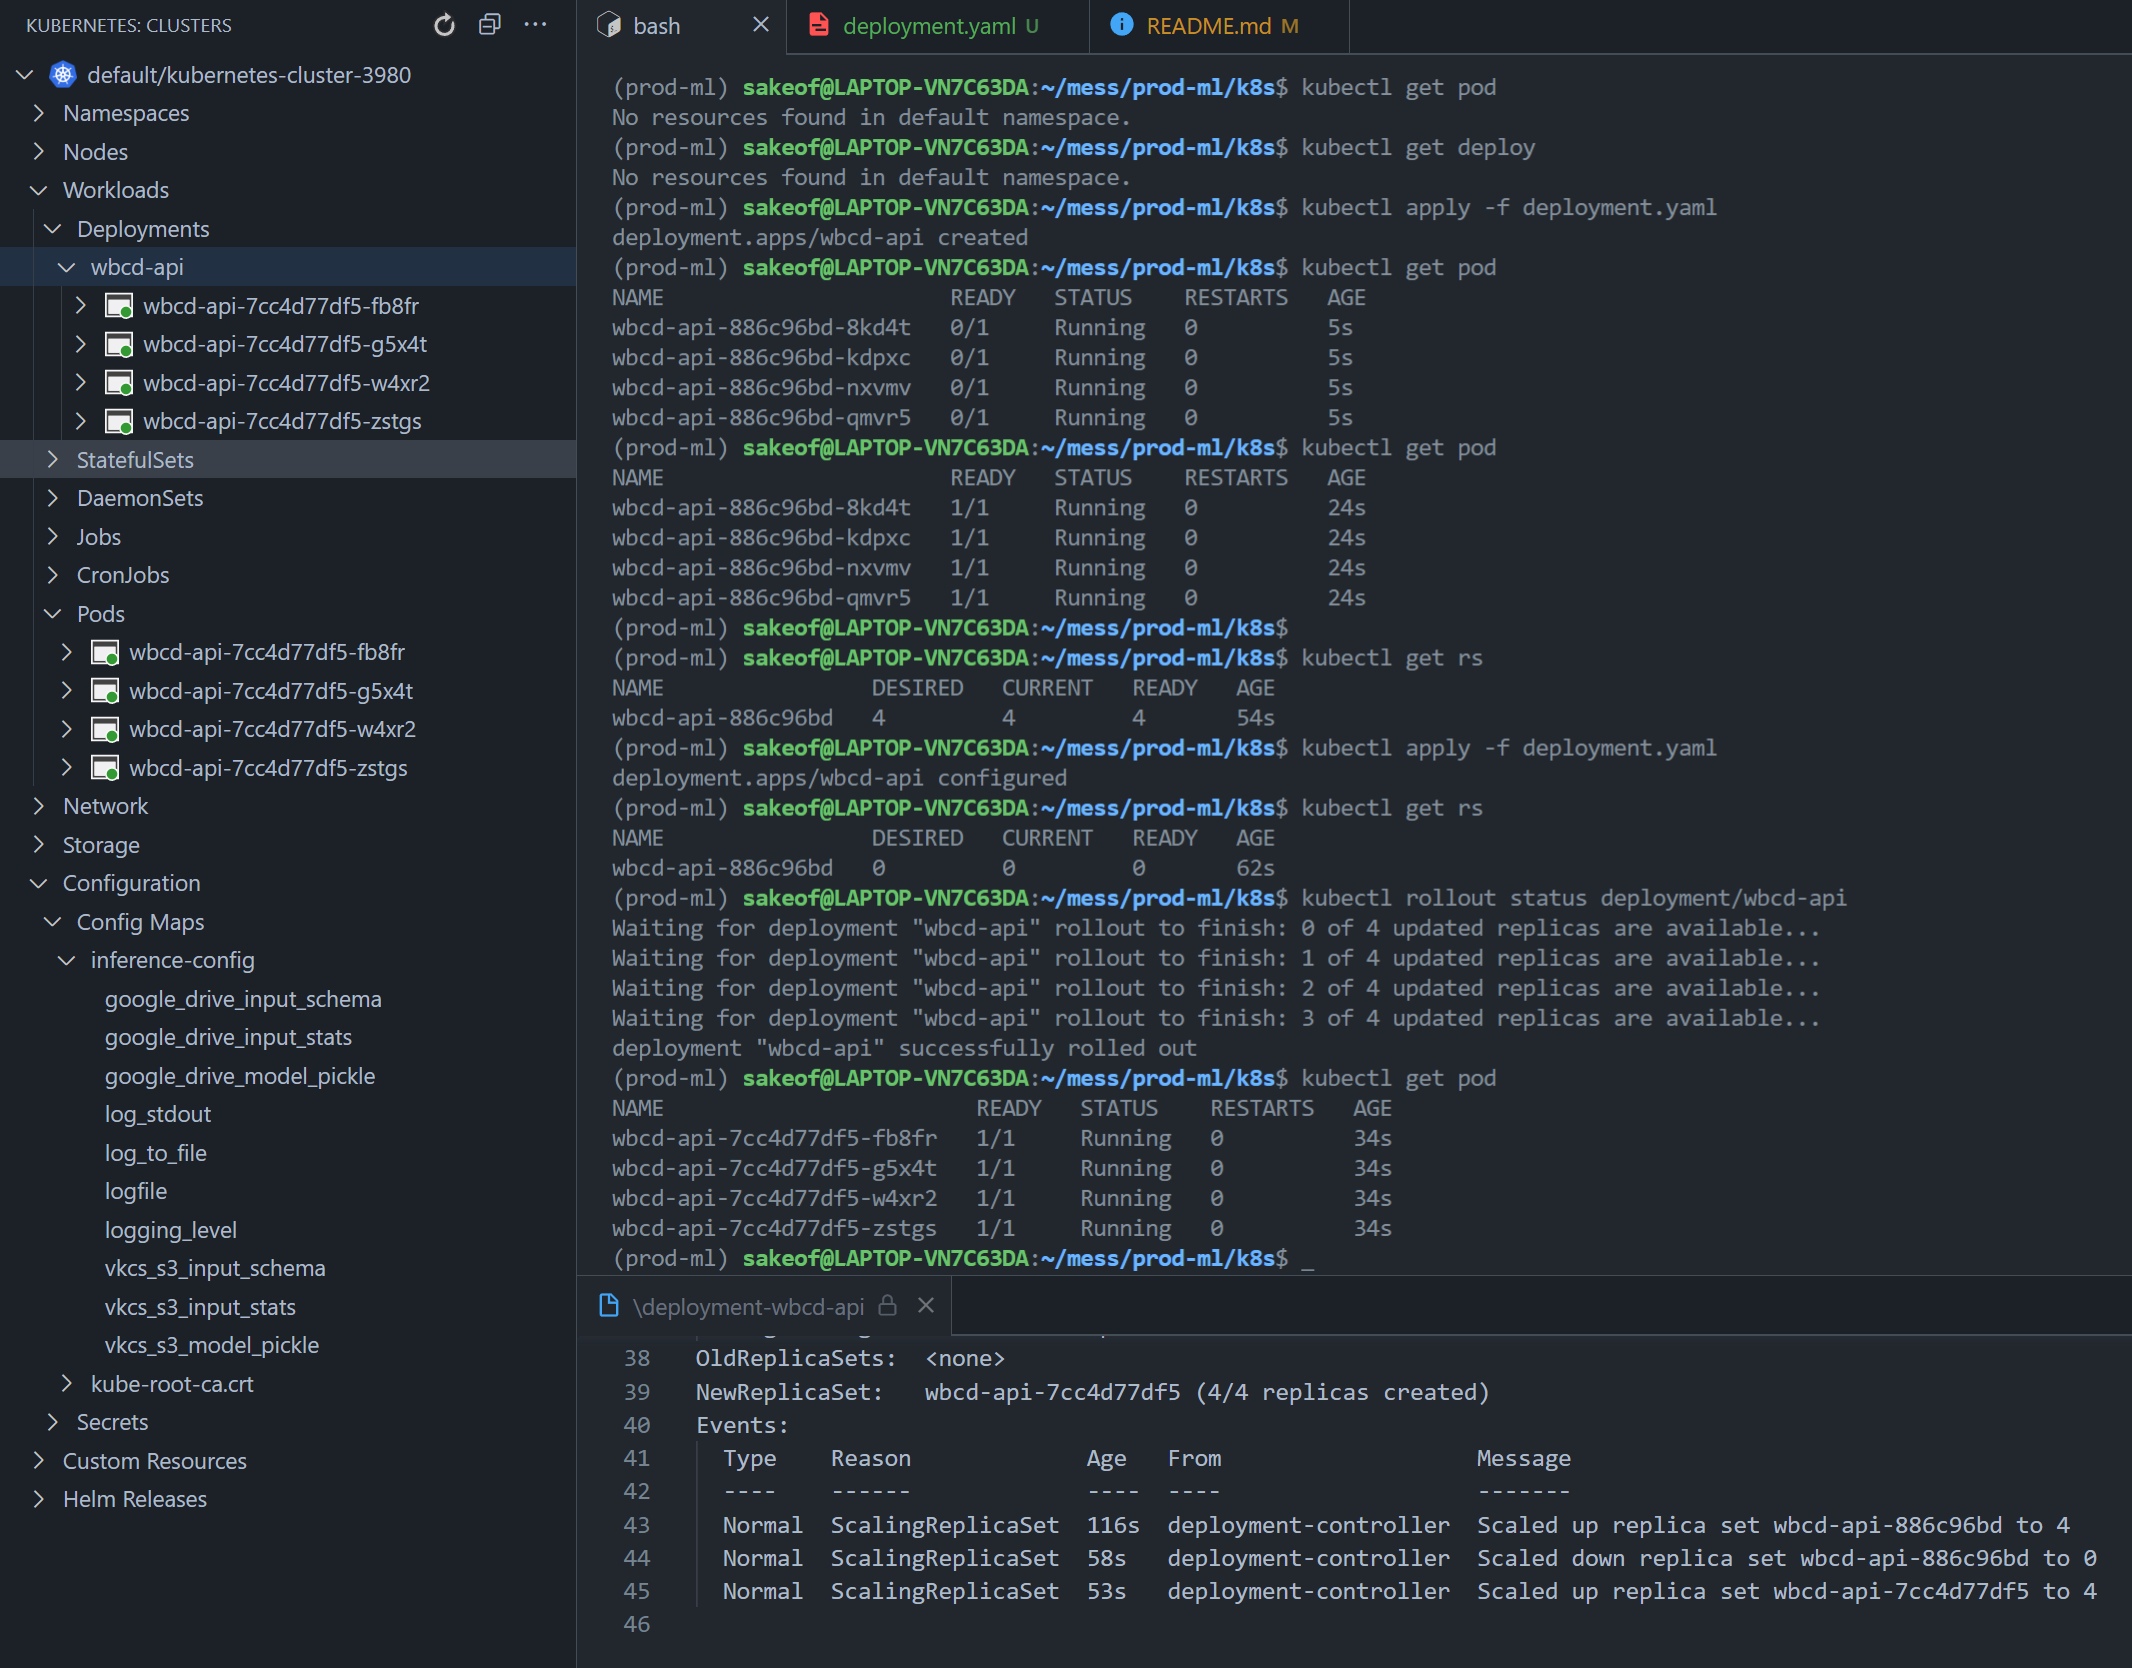 KUBERNETES: CLUSTERS
default/kubernetes-cluster-3980
Namespaces
Nodes
Workloads
Deployments
wbcd-api
wbcd-api-7cc4d77df5-fb8fr
wbcd-api-7cc4d77df5-g5x4t
wbcd-api-7cc4d77df5-w4xr2
wbcd-api-7cc4d77df5-zstgs
StatefulSets
DaemonSets
Jobs
CronJobs
Pods
wbcd-api-7cc4d77df5-fb8fr
wbcd-api-7cc4d77df5-g5x4t
wbcd-api-7cc4d77df5-w4xr2
wbcd-api-7cc4d77df5-zstgs
Network
Storage
Configuration
Config Maps
inference-config
google_drive_input_schema
google_drive_input_stats
google_drive_model_pickle
log_stdout
log_to_file
logfile
logging_level
vkcs_s3_input_schema
vkcs_s3_input_stats
vkcs_s3_model_pickle
kube-root-ca.crt
Secrets
Custom Resources
Helm Releases
bash deployment.yaml U README.md M
(prod-ml) sakeof@LAPTOP-VN7C63DA:~/mess/prod-ml/k8s$ kubectl get pod
No resources found in default namespace.
(prod-ml) sakeof@LAPTOP-VN7C63DA:~/mess/prod-ml/k8s$ kubectl get deploy
No resources found in default namespace.
(prod-ml) sakeof@LAPTOP-VN7C63DA:~/mess/prod-ml/k8s$ kubectl apply -f deployment.yaml
deployment.apps/wbcd-api created
(prod-ml) sakeof@LAPTOP-VN7C63DA:~/mess/prod-ml/k8s$ kubectl get pod
NAME READY STATUS RESTARTS AGE
wbcd-api-886c96bd-8kd4t 0/1 Running 0 5s
wbcd-api-886c96bd-kdpxc 0/1 Running 0 5s
wbcd-api-886c96bd-nxvmv 0/1 Running 0 5s
wbcd-api-886c96bd-qmvr5 0/1 Running 0 5s
(prod-ml) sakeof@LAPTOP-VN7C63DA:~/mess/prod-ml/k8s$ kubectl get pod
NAME READY STATUS RESTARTS AGE
wbcd-api-886c96bd-8kd4t 1/1 Running 0 24s
wbcd-api-886c96bd-kdpxc 1/1 Running 0 24s
wbcd-api-886c96bd-nxvmv 1/1 Running 0 24s
wbcd-api-886c96bd-qmvr5 1/1 Running 0 24s
(prod-ml) sakeof@LAPTOP-VN7C63DA:~/mess/prod-ml/k8s$
(prod-ml) sakeof@LAPTOP-VN7C63DA:~/mess/prod-ml/k8s$ kubectl get rs
NAME DESIRED CURRENT READY AGE
wbcd-api-886c96bd 4 4 4 54s
(prod-ml) sakeof@LAPTOP-VN7C63DA:~/mess/prod-ml/k8s$ kubectl apply -f deployment.yaml
deployment.apps/wbcd-api configured
(prod-ml) sakeof@LAPTOP-VN7C63DA:~/mess/prod-ml/k8s$ kubectl get rs
NAME DESIRED CURRENT READY AGE
wbcd-api-886c96bd 0 0 0 62s
(prod-ml) sakeof@LAPTOP-VN7C63DA:~/mess/prod-ml/k8s$ kubectl rollout status deployment/wbcd-api
Waiting for deployment "wbcd-api" rollout to finish: 0 of 4 updated replicas are available...
Waiting for deployment "wbcd-api" rollout to finish: 1 of 4 updated replicas are available...
Waiting for deployment "wbcd-api" rollout to finish: 2 of 4 updated replicas are available...
Waiting for deployment "wbcd-api" rollout to finish: 3 of 4 updated replicas are available...
deployment "wbcd-api" successfully rolled out
(prod-ml) sakeof@LAPTOP-VN7C63DA:~/mess/prod-ml/k8s$ kubectl get pod
NAME READY STATUS RESTARTS AGE
wbcd-api-7cc4d77df5-fb8fr 1/1 Running 0 34s
wbcd-api-7cc4d77df5-g5x4t 1/1 Running 0 34s
wbcd-api-7cc4d77df5-w4xr2 1/1 Running 0 34s
wbcd-api-7cc4d77df5-zstgs 1/1 Running 0 34s
(prod-ml) sakeof@LAPTOP-VN7C63DA:~/mess/prod-ml/k8s$ _
\deployment-wbcd-api
38 OldReplicaSets: <none>
39 NewReplicaSet: wbcd-api-7cc4d77df5 (4/4 replicas created)
40 Events:
41 Type Reason Age From Message
42 ---- ------ ---- ---- -------
43 Normal ScalingReplicaSet 116s deployment-controller Scaled up replica set wbcd-api-886c96bd to 4
44 Normal ScalingReplicaSet 58s deployment-controller Scaled down replica set wbcd-api-886c96bd to 0
45 Normal ScalingReplicaSet 53s deployment-controller Scaled up replica set wbcd-api-7cc4d77df5 to 4
46